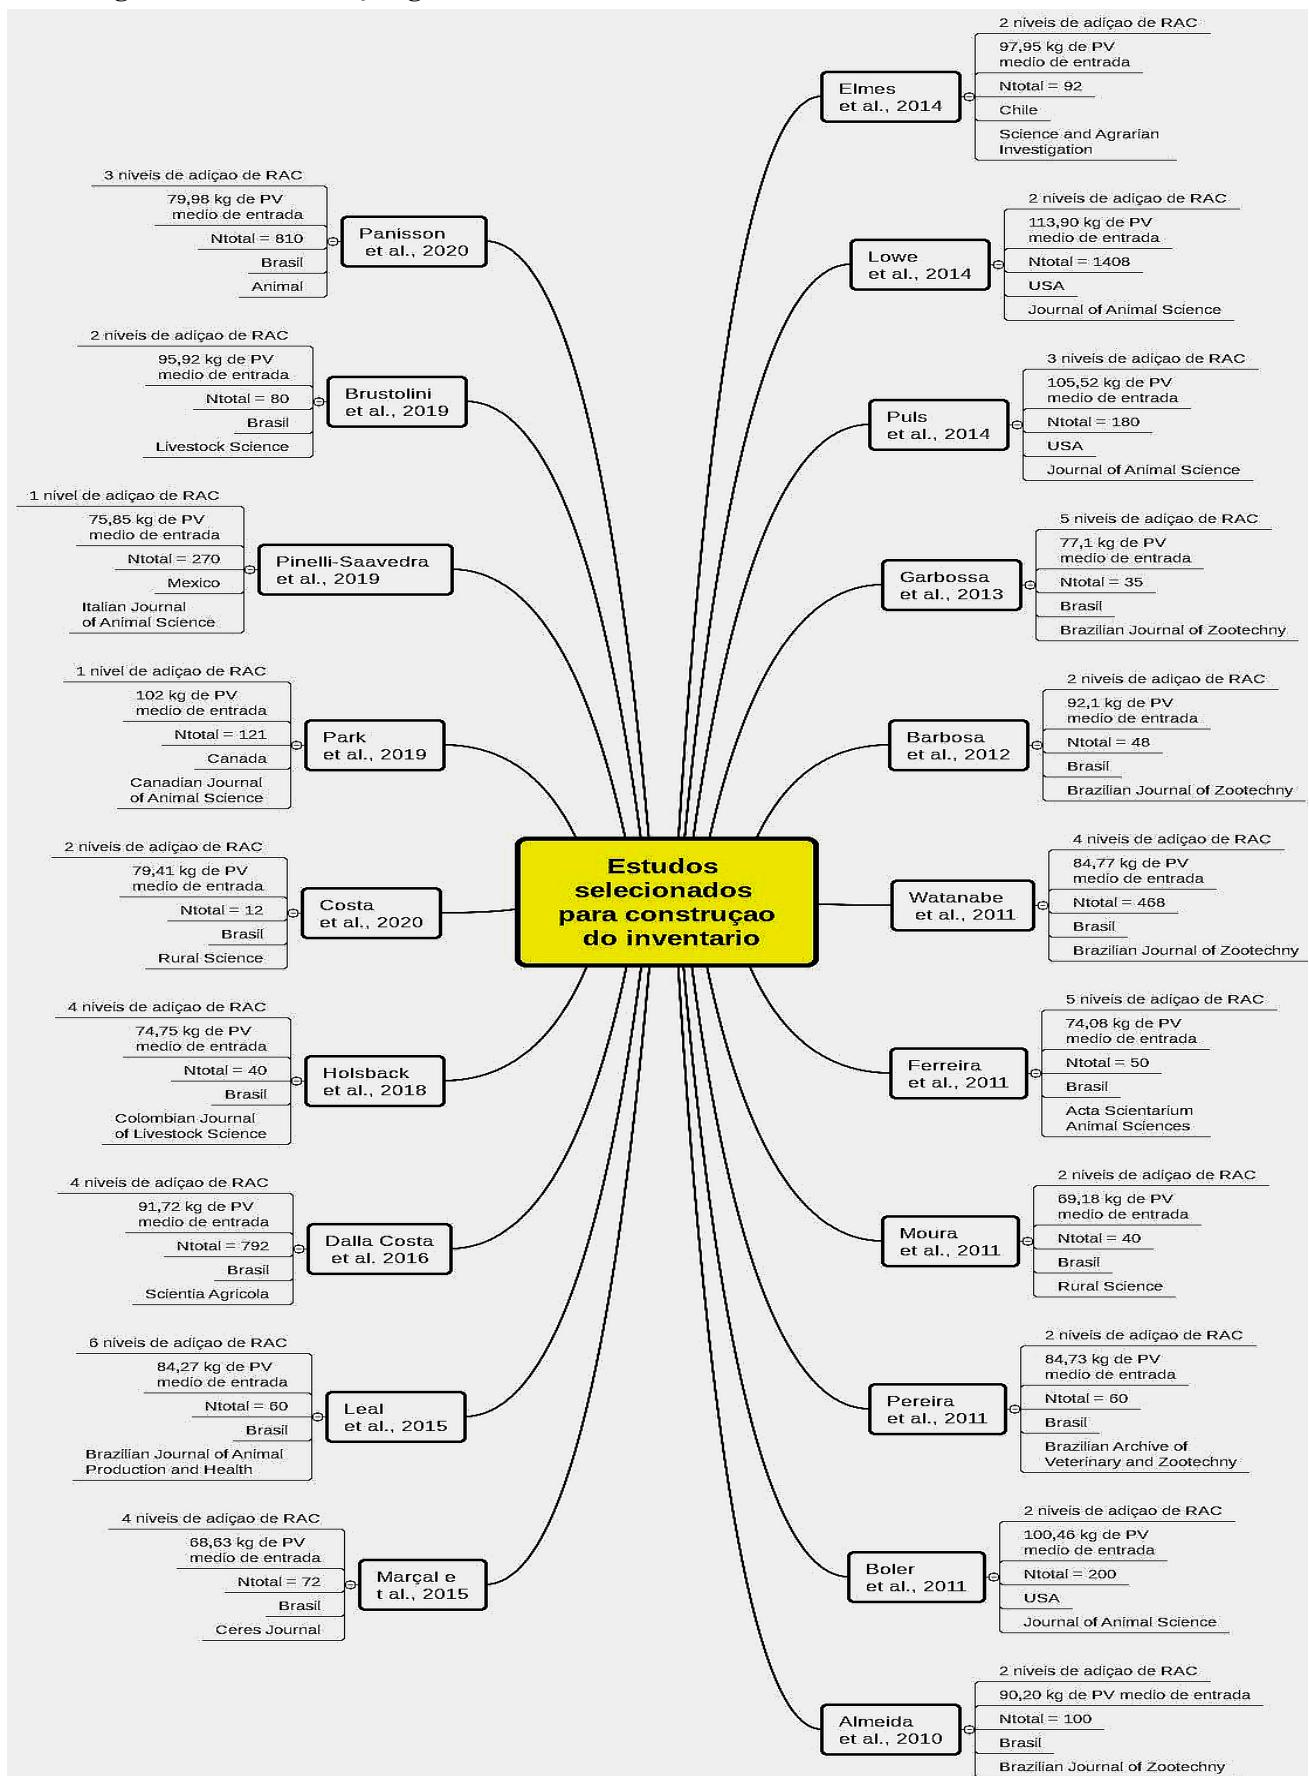 Estudos
selecionados
para construçao
do inventario
3 niveis de adiçao de RAC
79,98 kg de PV
medio de entrada
Ntotal = 810
Brasil
Animal
Panisson
et al., 2020
2 niveis de adiçao de RAC
95,92 kg de PV
medio de entrada
Ntotal = 80
Brasil
Livestock Science
Brustolini
et al., 2019
1 nivel de adiçao de RAC
75,85 kg de PV
medio de entrada
Ntotal = 270
Mexico
Italian Journal
of Animal Science
Pinelli-Saavedra
et al., 2019
1 nivel de adiçao de RAC
102 kg de PV
medio de entrada
Ntotal = 121
Canada
Canadian Journal
of Animal Science
Park
et al., 2019
2 niveis de adiçao de RAC
79,41 kg de PV
medio de entrada
Ntotal = 12
Brasil
Rural Science
Costa
et al., 2020
4 niveis de adiçao de RAC
74,75 kg de PV
medio de entrada
Ntotal = 40
Brasil
Colombian Journal
of Livestock Science
Holsback
et al., 2018
4 niveis de adiçao de RAC
91,72 kg de PV
medio de entrada
Ntotal = 792
Brasil
Scientia Agricola
Dalla Costa
et al. 2016
6 niveis de adiçao de RAC
84,27 kg de PV
medio de entrada
Ntotal = 60
Brasil
Brazilian Journal of Animal
Production and Health
Leal
et al., 2015
4 niveis de adiçao de RAC
68,63 kg de PV
medio de entrada
Ntotal = 72
Brasil
Ceres Journal
Marçal e
t al., 2015
Elmes
et al., 2014
2 niveis de adiçao de RAC
97,95 kg de PV
medio de entrada
Ntotal = 92
Chile
Science and Agrarian
Investigation
Lowe
et al., 2014
2 niveis de adiçao de RAC
113,90 kg de PV
medio de entrada
Ntotal = 1408
USA
Journal of Animal Science
Puls
et al., 2014
3 niveis de adiçao de RAC
105,52 kg de PV
medio de entrada
Ntotal = 180
USA
Journal of Animal Science
Garbossa
et al., 2013
5 niveis de adiçao de RAC
77,1 kg de PV
medio de entrada
Ntotal = 35
Brasil
Brazilian Journal of Zootechny
Barbosa
et al., 2012
2 niveis de adiçao de RAC
92,1 kg de PV
medio de entrada
Ntotal = 48
Brasil
Brazilian Journal of Zootechny
Watanabe
et al., 2011
4 niveis de adiçao de RAC
84,77 kg de PV
medio de entrada
Ntotal = 468
Brasil
Brazilian Journal of Zootechny
Ferreira
et al., 2011
5 niveis de adiçao de RAC
74,08 kg de PV
medio de entrada
Ntotal = 50
Brasil
Acta Scientarium
Animal Sciences
Moura
et al., 2011
2 niveis de adiçao de RAC
69,18 kg de PV
medio de entrada
Ntotal = 40
Brasil
Rural Science
Pereira
et al., 2011
2 niveis de adiçao de RAC
84,73 kg de PV
medio de entrada
Ntotal = 60
Brasil
Brazilian Archive of
Veterinary and Zootechny
Boler
et al., 2011
2 niveis de adiçao de RAC
100,46 kg de PV
medio de entrada
Ntotal = 200
USA
Journal of Animal Science
Almeida
et al., 2010
2 niveis de adiçao de RAC
90,20 kg de PV medio de entrada
Ntotal = 100
Brasil
Brazilian Journal of Zootechny